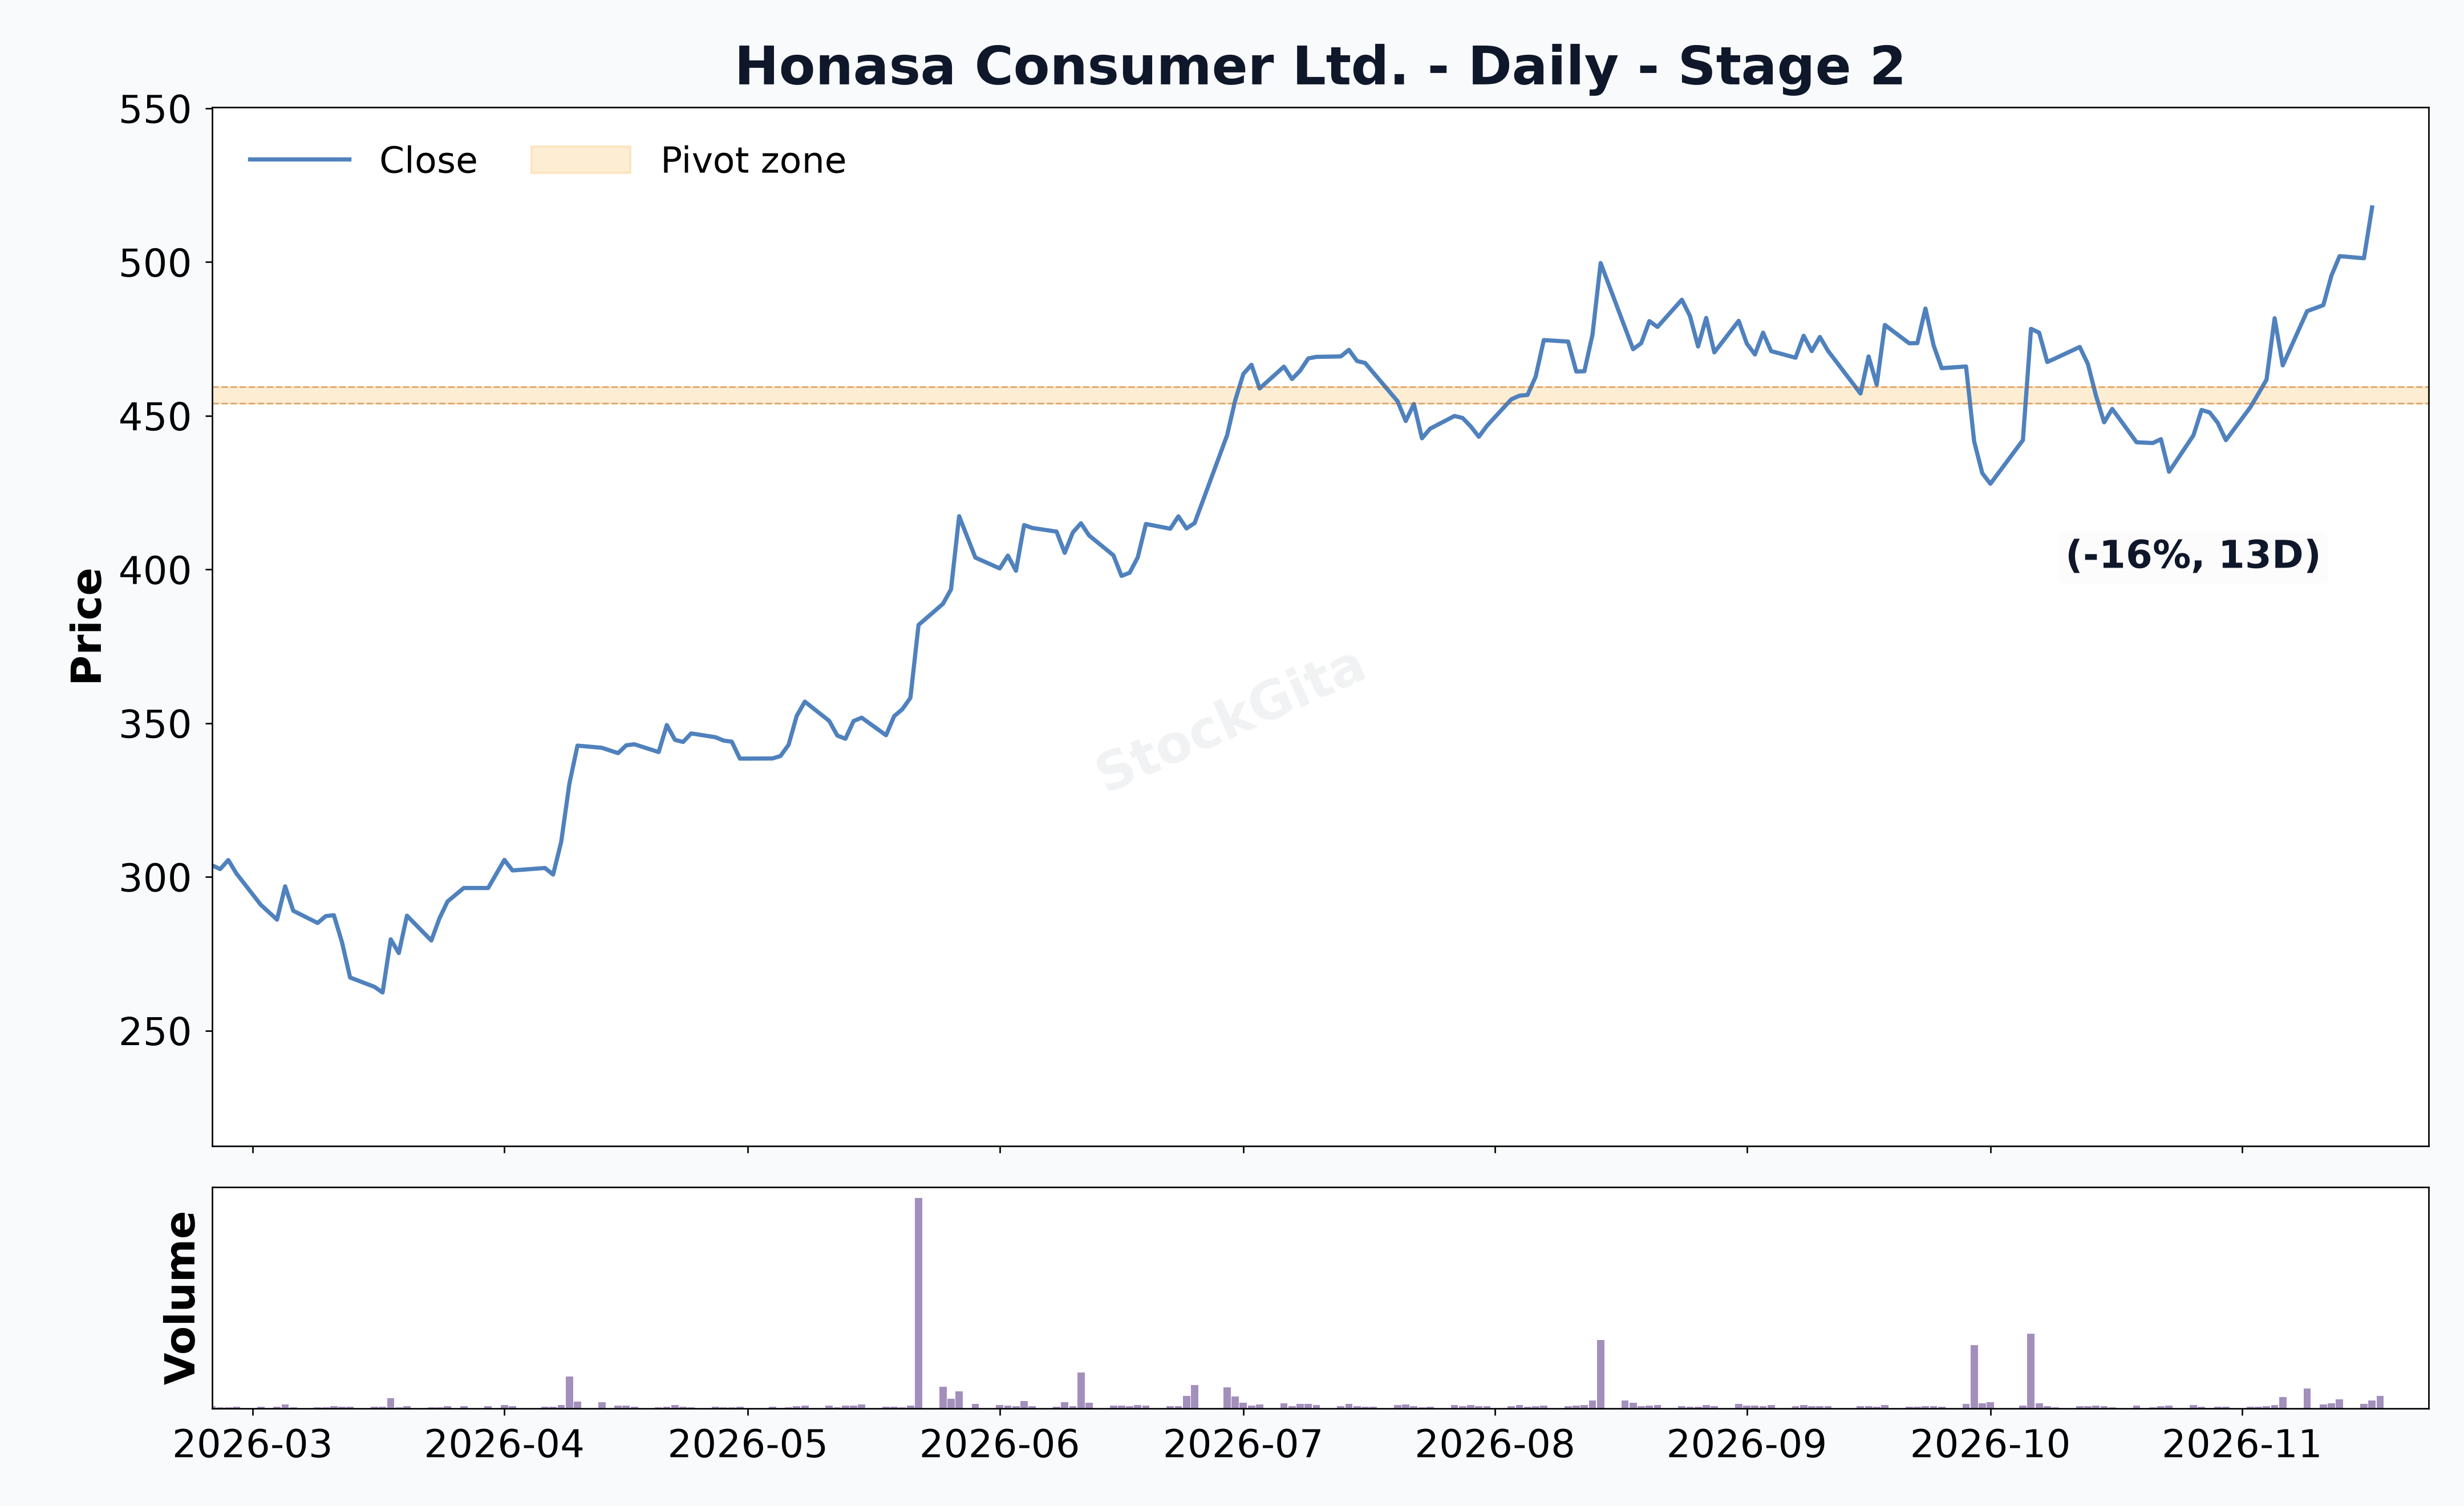 Honasa Consumer Ltd. - Daily - Stage 2
550
Close
Pivot zone
500
450
400
350
300
250
Price
(-16%, 13D)
StockGita
Volume
2026-03
2026-04
2026-05
2026-06
2026-07
2026-08
2026-09
2026-10
2026-11